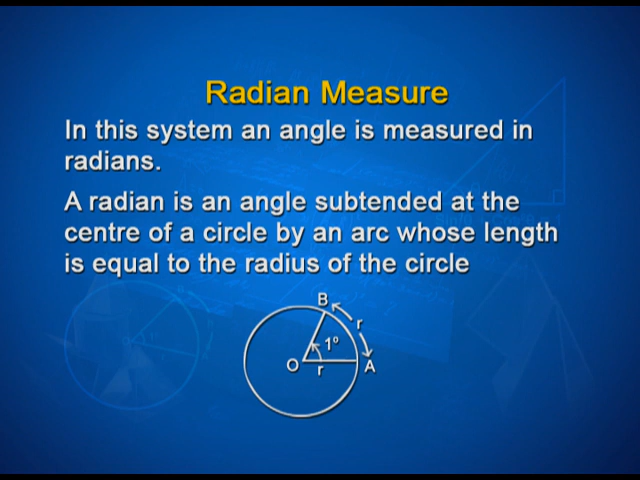 Radian Measure
In this system an angle is measured in
radians.
A radian is an angle subtended at the
centre of a circle by an arc whose length
is equal to the radius of the circle
B
r
1º
O
r
A